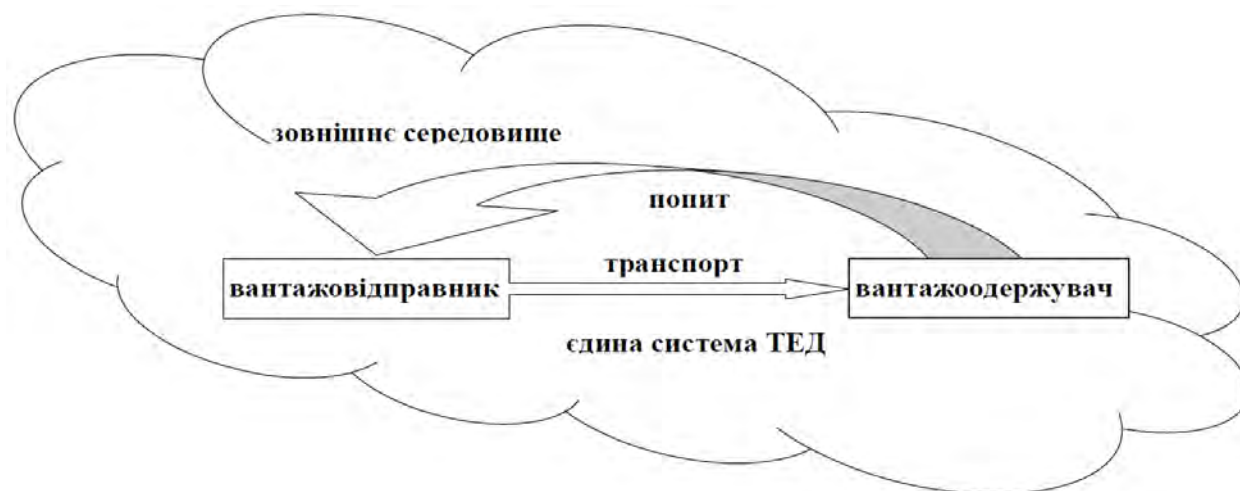 зовнішнє середовище
попит
транспорт
вантажовідправник
вантажоодержувач
єдина система ТЕД